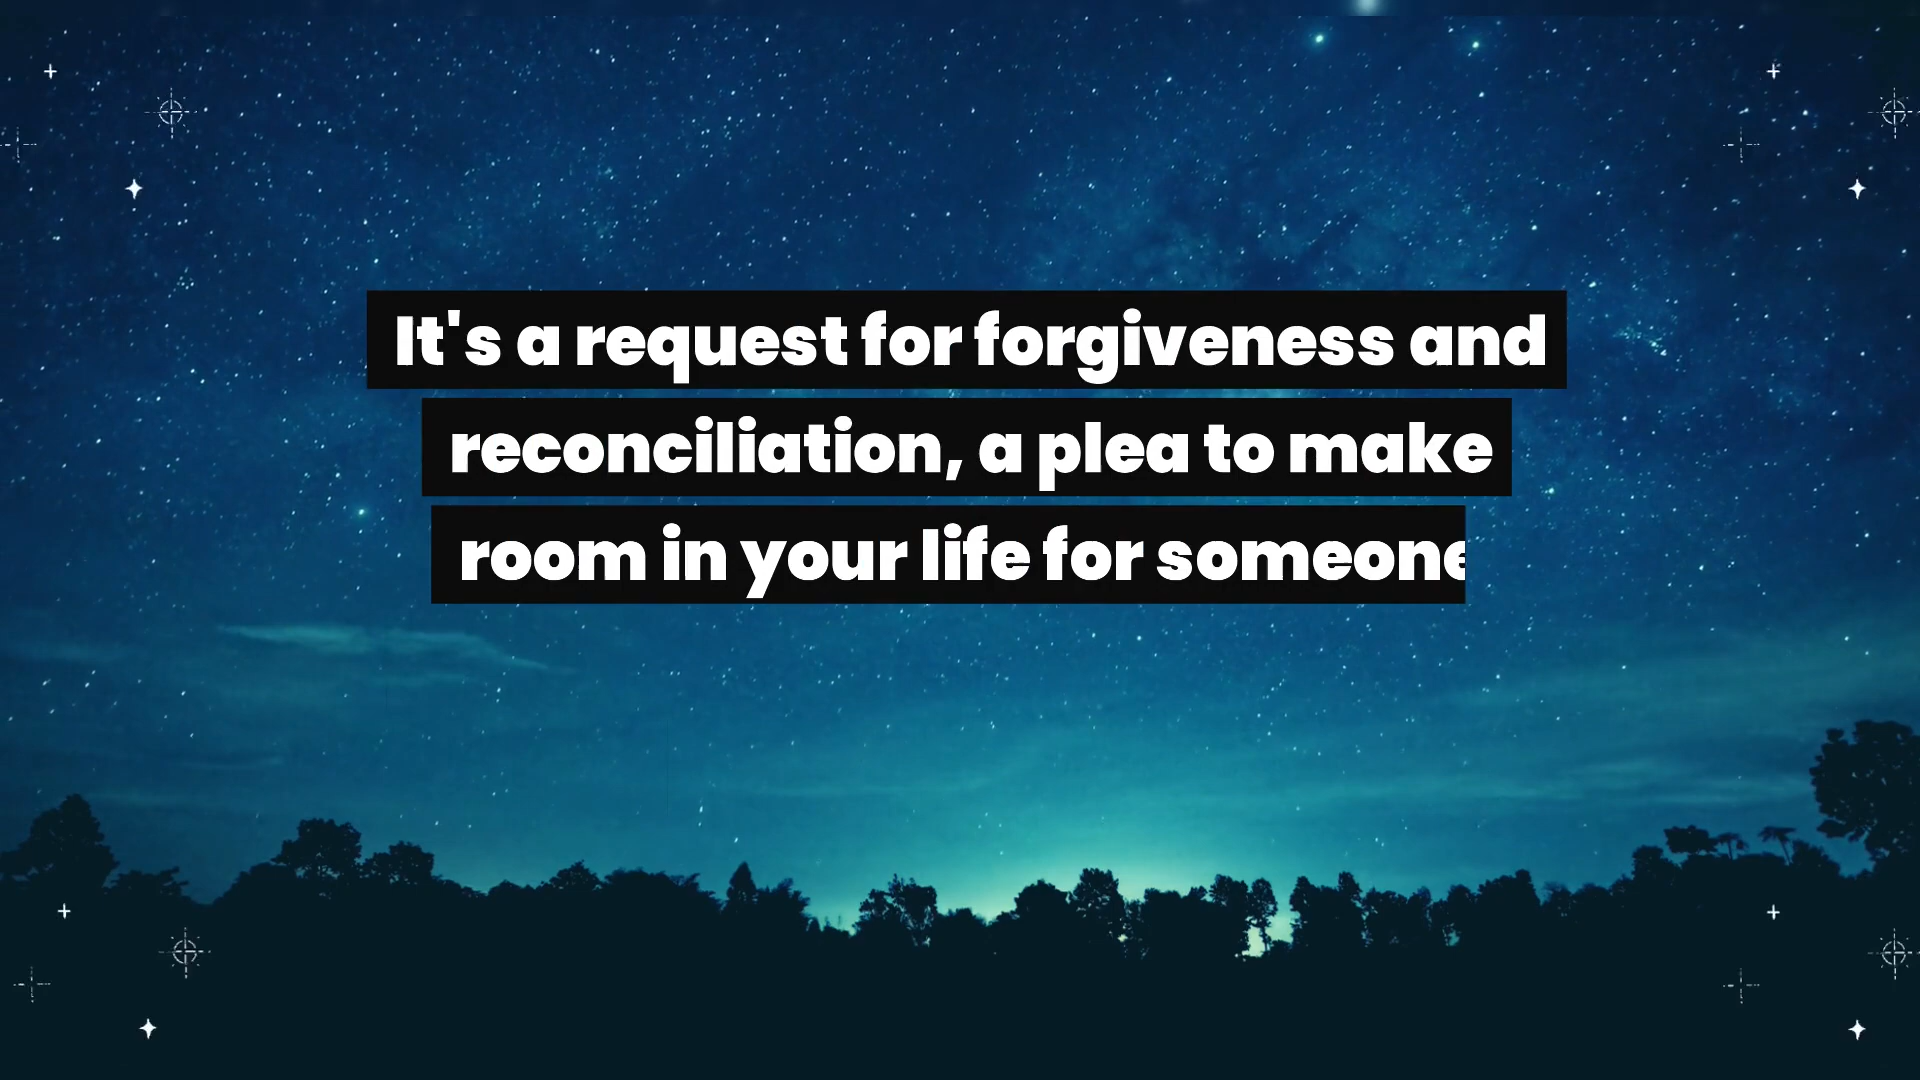 It's a request for forgiveness and
reconciliation, a plea to make
room in your life for someone